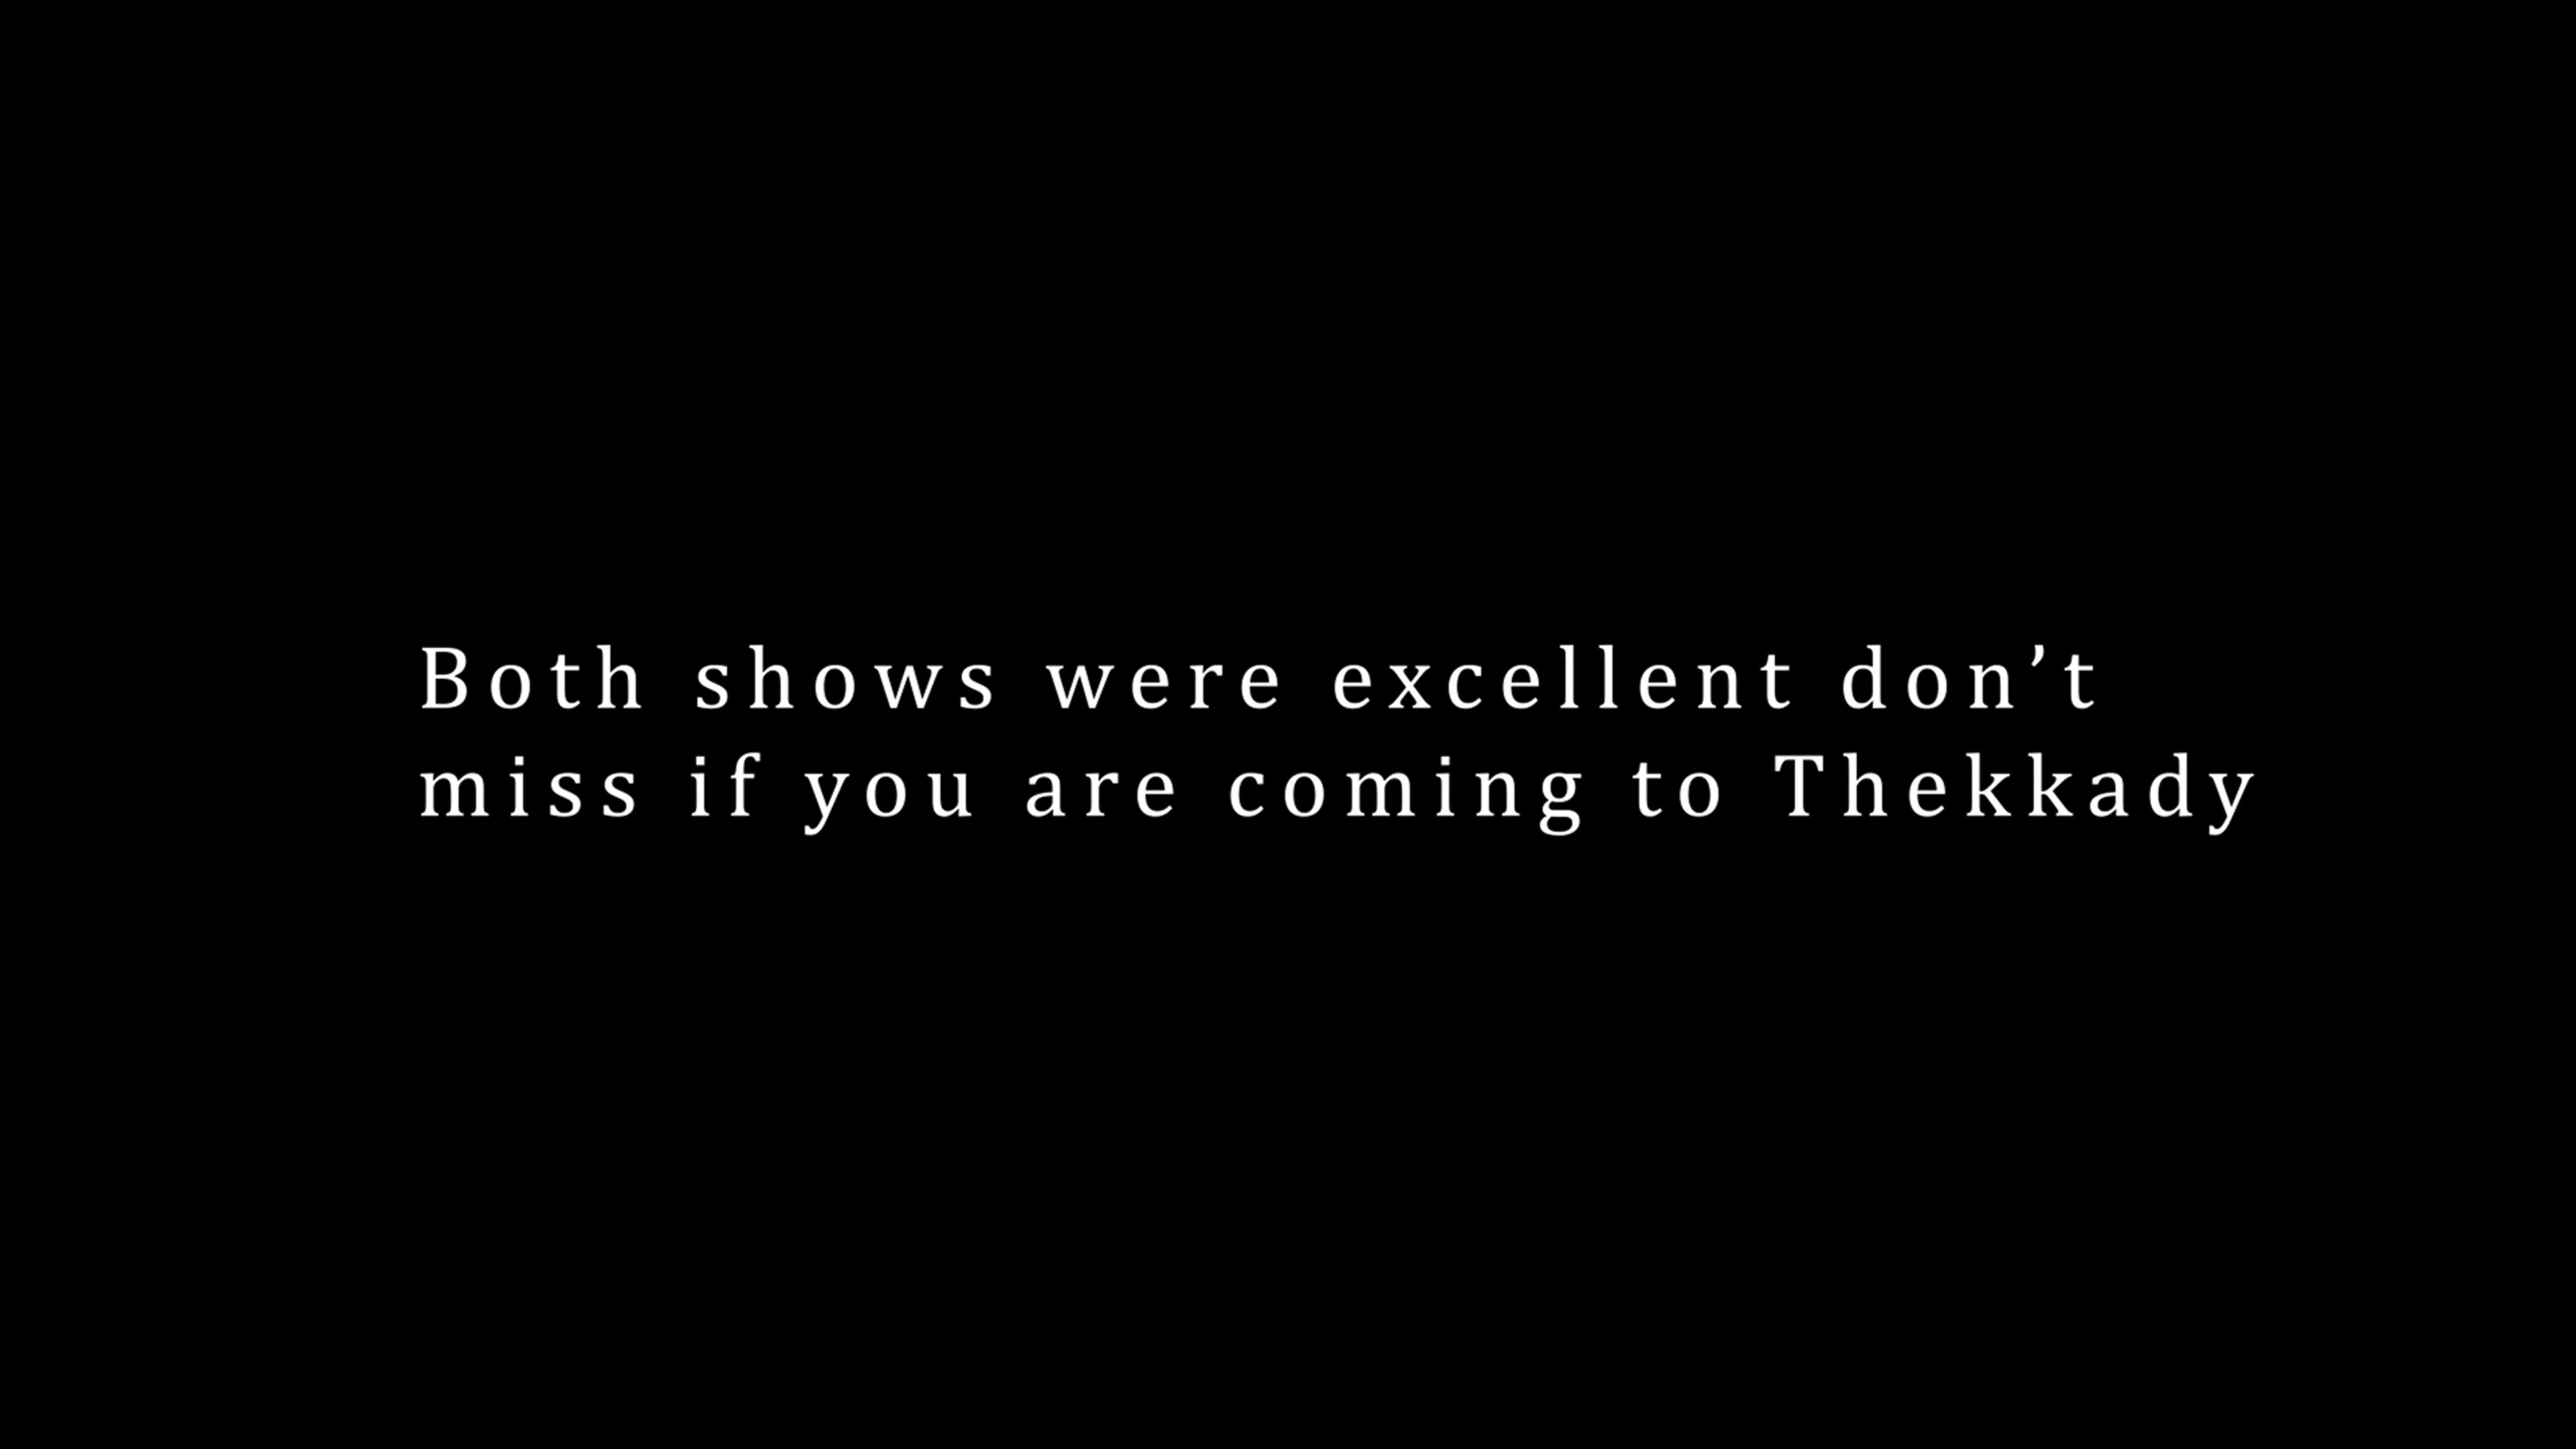 Both shows were excellent don’t
miss if you are coming to Thekkady